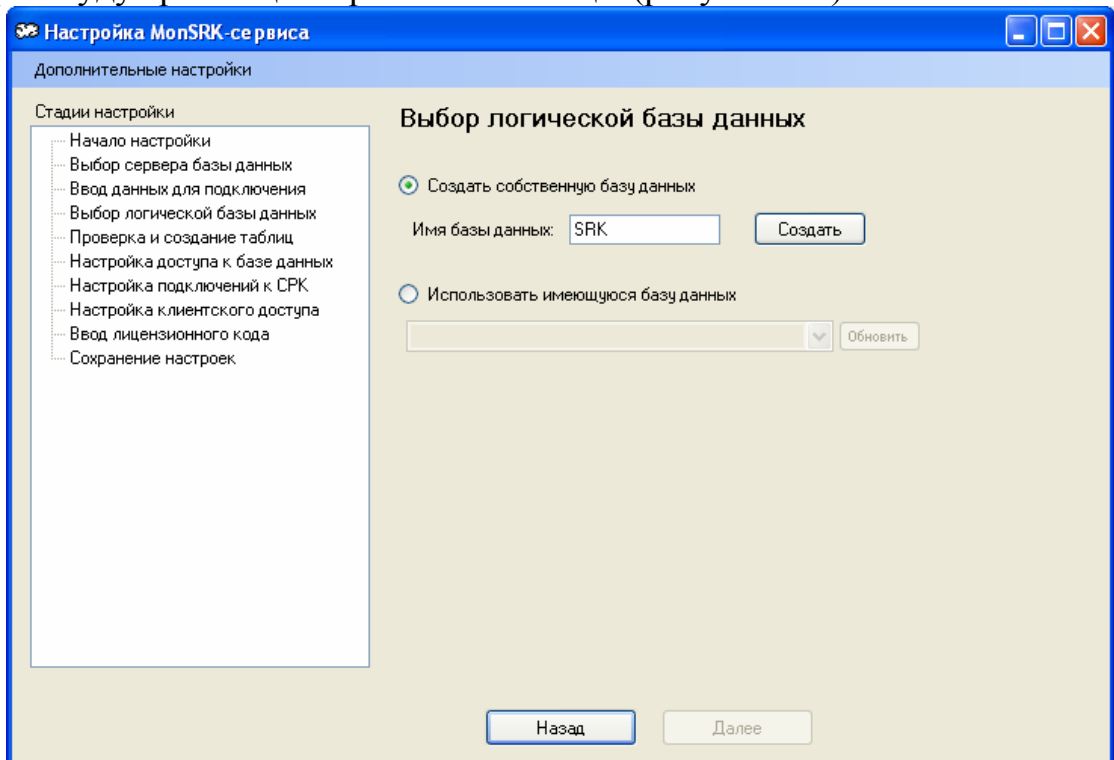 Настройка MonSRK-сервиса
Дополнительные настройки
Стадии настройки
Начало настройки
Выбор сервера базы данных
Ввод данных для подключения
Выбор логической базы данных
Проверка и создание таблиц
Настройка доступа к базе данных
Настройка подключений к СРК
Настройка клиентского доступа
Ввод лицензионного кода
Сохранение настроек
Выбор логической базы данных
Создать собственную базу данных
Имя базы данных: SRK Создать
Использовать имеющуюся базу данных
Обновить
Назад Далее